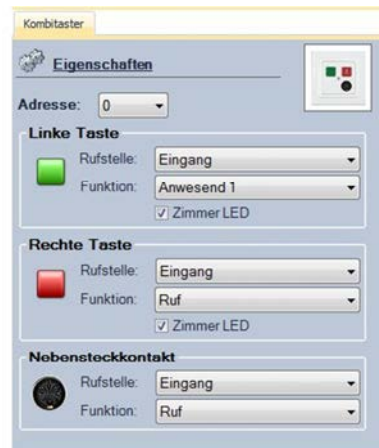 Kombitaster
Eigenschaften
Adresse: 0
Linke Taste
Rufstelle: Eingang
Funktion: Anwesend 1
Zimmer LED
Rechte Taste
Rufstelle: Eingang
Funktion: Ruf
Zimmer LED
Nebensteckkontakt
Rufstelle: Eingang
Funktion: Ruf